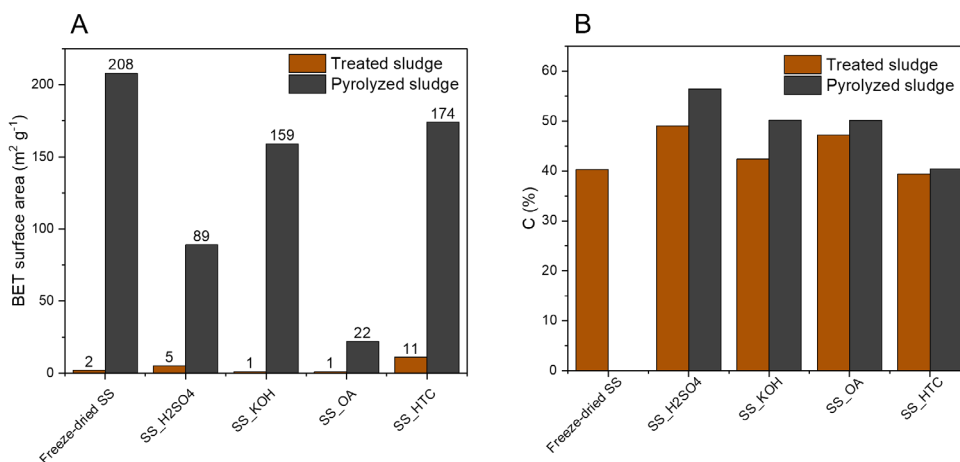 A
BET surface area (m² g⁻¹)
200
150
100
50
0
Treated sludge
Pyrolyzed sludge
2
208
5
89
1
159
1
22
11
174
Freeze-dried SS
SS_H2SO4
SS_KOH
SS_OA
SS_HTC
B
C (%)
60
50
40
30
20
10
0
Treated sludge
Pyrolyzed sludge
Freeze-dried SS
SS_H2SO4
SS_KOH
SS_OA
SS_HTC